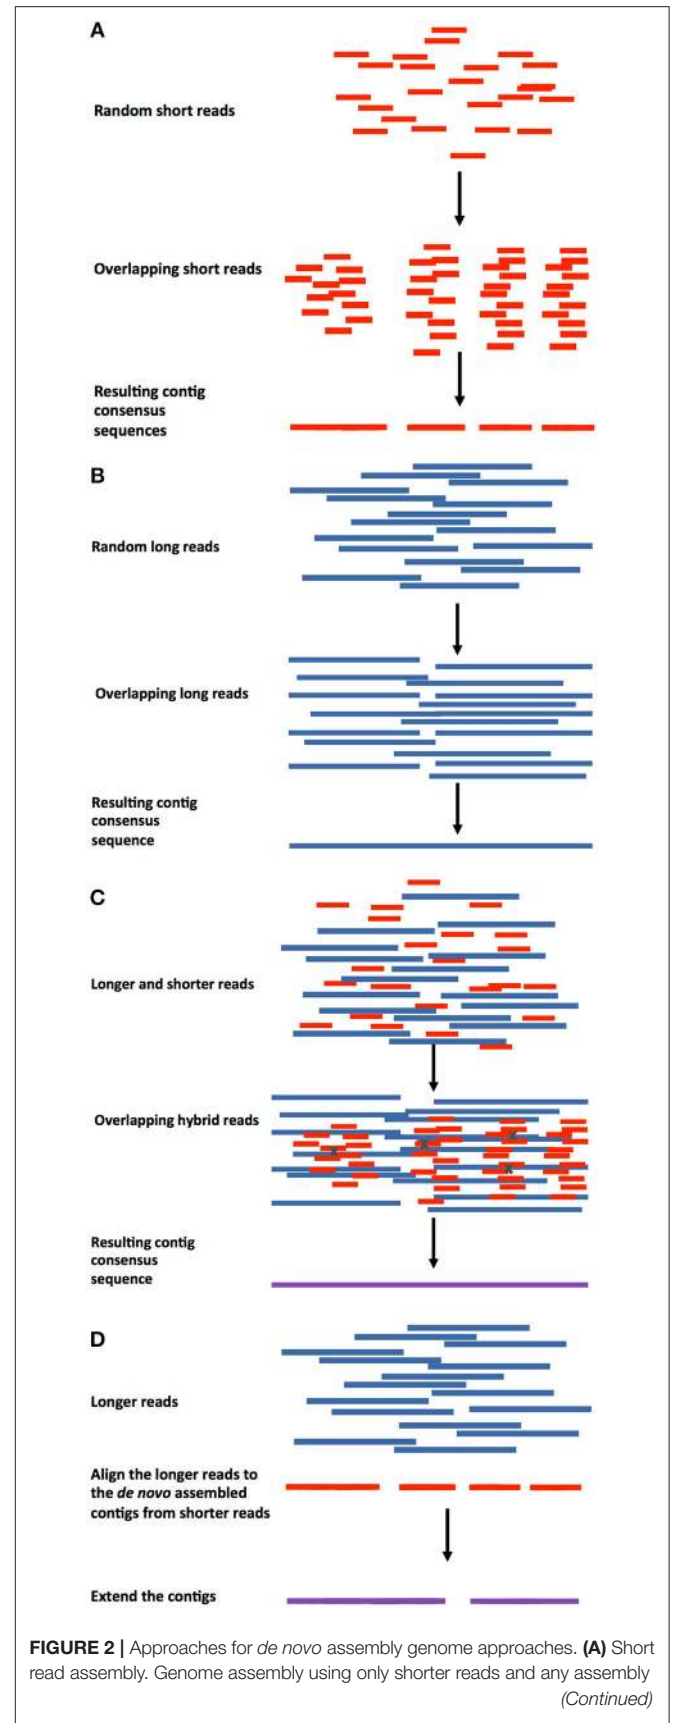 A
Random short reads
Overlapping short reads
Resulting contig
consensus
sequences
B
Random long reads
Overlapping long reads
Resulting contig
consensus
sequence
C
Longer and shorter reads
Overlapping hybrid reads
x
x
x
x
Resulting contig
consensus
sequence
D
Longer reads
Align the longer reads to
the de novo assembled
contigs from shorter reads
Extend the contigs
FIGURE 2 | Approaches for de novo assembly genome approaches. (A) Short
read assembly. Genome assembly using only shorter reads and any assembly
(Continued)